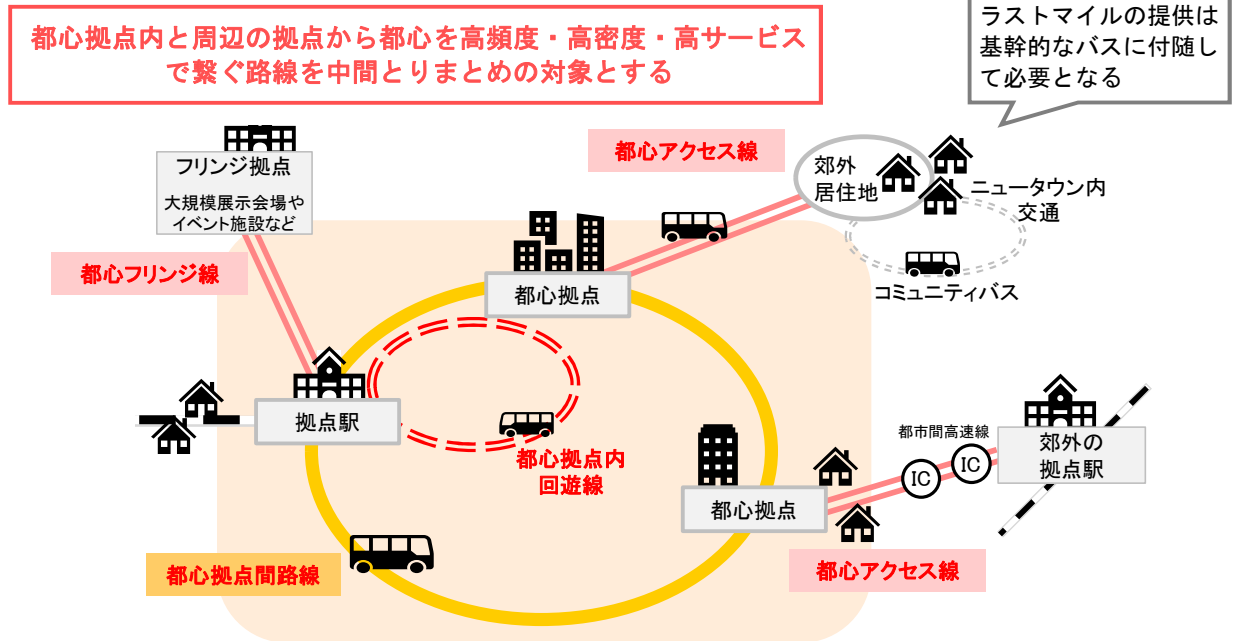 都心拠点内と周辺の拠点から都心を高頻度・高密度・高サービス
で繋ぐ路線を中間とりまとめの対象とする
ラストマイルの提供は
基幹的なバスに付随し
て必要となる
フリンジ拠点
大規模展示会場や
イベント施設など
都心アクセス線
郊外
居住地
ニュータウン内
交通
コミュニティバス
都心フリンジ線
都心拠点
拠点駅
都心拠点内
回遊線
都市間高速線
IC
IC
郊外の
拠点駅
都心拠点
都心拠点間路線
都心アクセス線